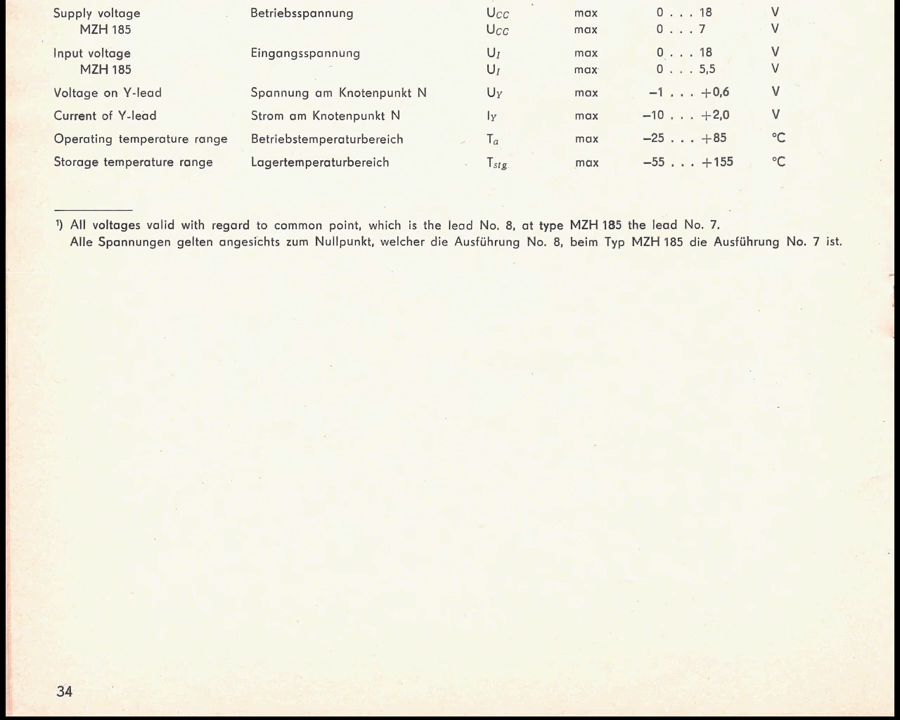 Supply voltage Betriebsspannung UCC max 0 . . . 18 V
MZH 185 UCC max 0 . . . 7 V
Input voltage Eingangsspannung UI max 0 . . . 18 V
MZH 185 UI max 0 . . . 5,5 V
Voltage on Y-lead Spannung am Knotenpunkt N UY max −1 . . . +0,6 V
Current of Y-lead Strom am Knotenpunkt N IY max −10 . . . +2,0 V
Operating temperature range Betriebstemperaturbereich Ta max −25 . . . +85 °C
Storage temperature range Lagertemperaturbereich Tstg max −55 . . . +155 °C
¹) All voltages valid with regard to common point, which is the lead No. 8, at type MZH 185 the lead No. 7.
Alle Spannungen gelten angesichts zum Nullpunkt, welcher die Ausführung No. 8, beim Typ MZH 185 die Ausführung No. 7 ist.
34